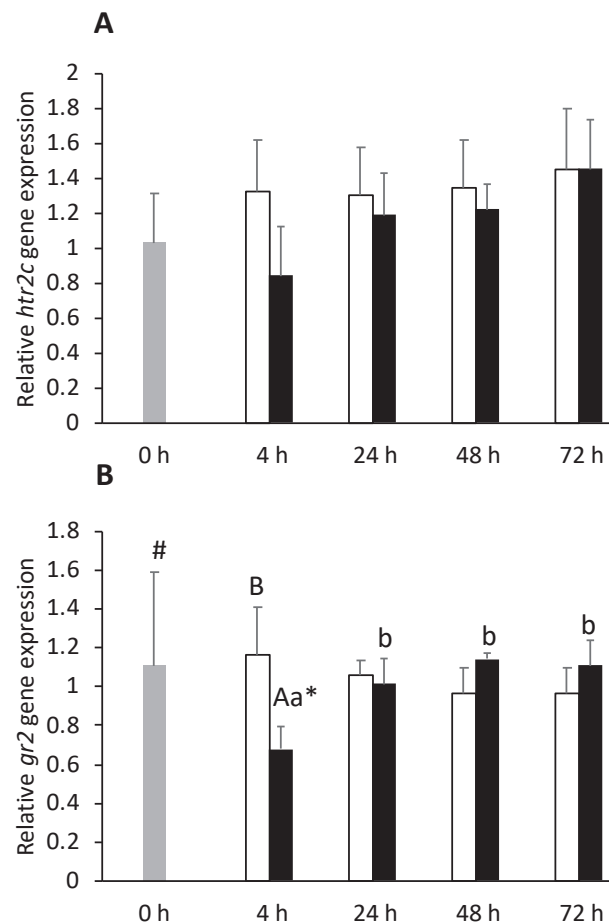 A
Relative htr2c gene expression
2
1.8
1.6
1.4
1.2
1
0.8
0.6
0.4
0.2
0
0 h 4 h 24 h 48 h 72 h
B
Relative gr2 gene expression
1.8
1.6
1.4
1.2
1
0.8
0.6
0.4
0.2
0
#
B
Aa*
b
b
b
0 h 4 h 24 h 48 h 72 h